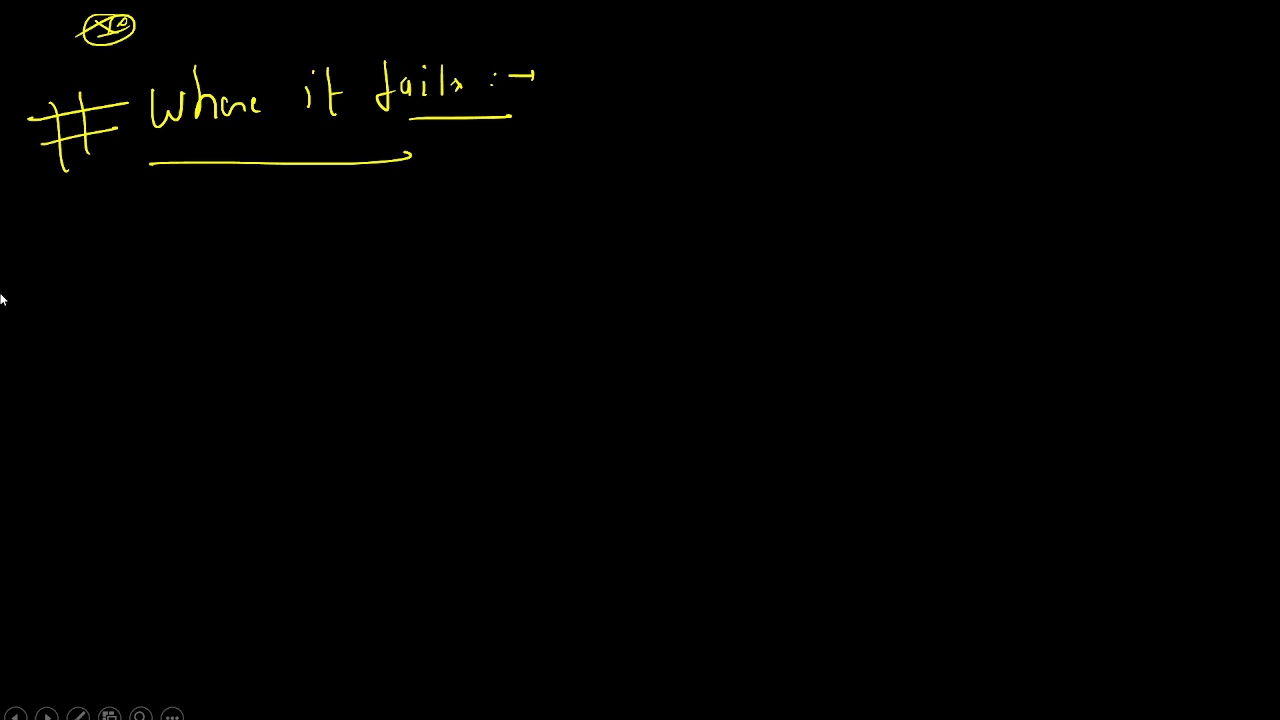 # Where it fails :→